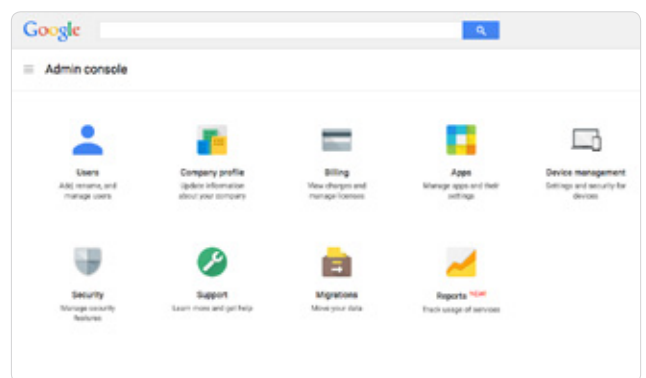 Google
Admin console
Users
Add, rename, and
manage users
Company profile
Update information
about your company
Billing
View charges and
manage licenses
Apps
Manage apps and their
settings
Device management
Settings and security for
devices
Security
Manage security
features
Support
Learn more and get help
Migrations
Move your data
Reports NEW!
Track usage of services